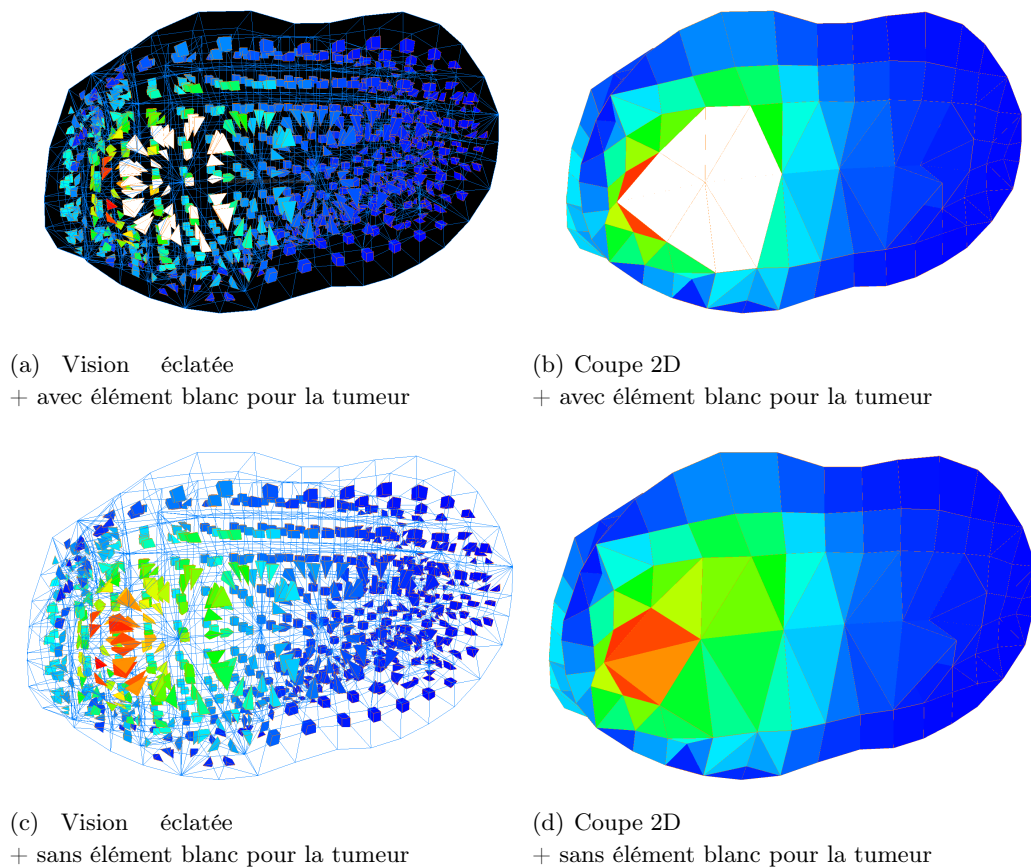 (a) Vision éclatée
+ avec élément blanc pour la tumeur
(b) Coupe 2D
+ avec élément blanc pour la tumeur
(c) Vision éclatée
+ sans élément blanc pour la tumeur
(d) Coupe 2D
+ sans élément blanc pour la tumeur